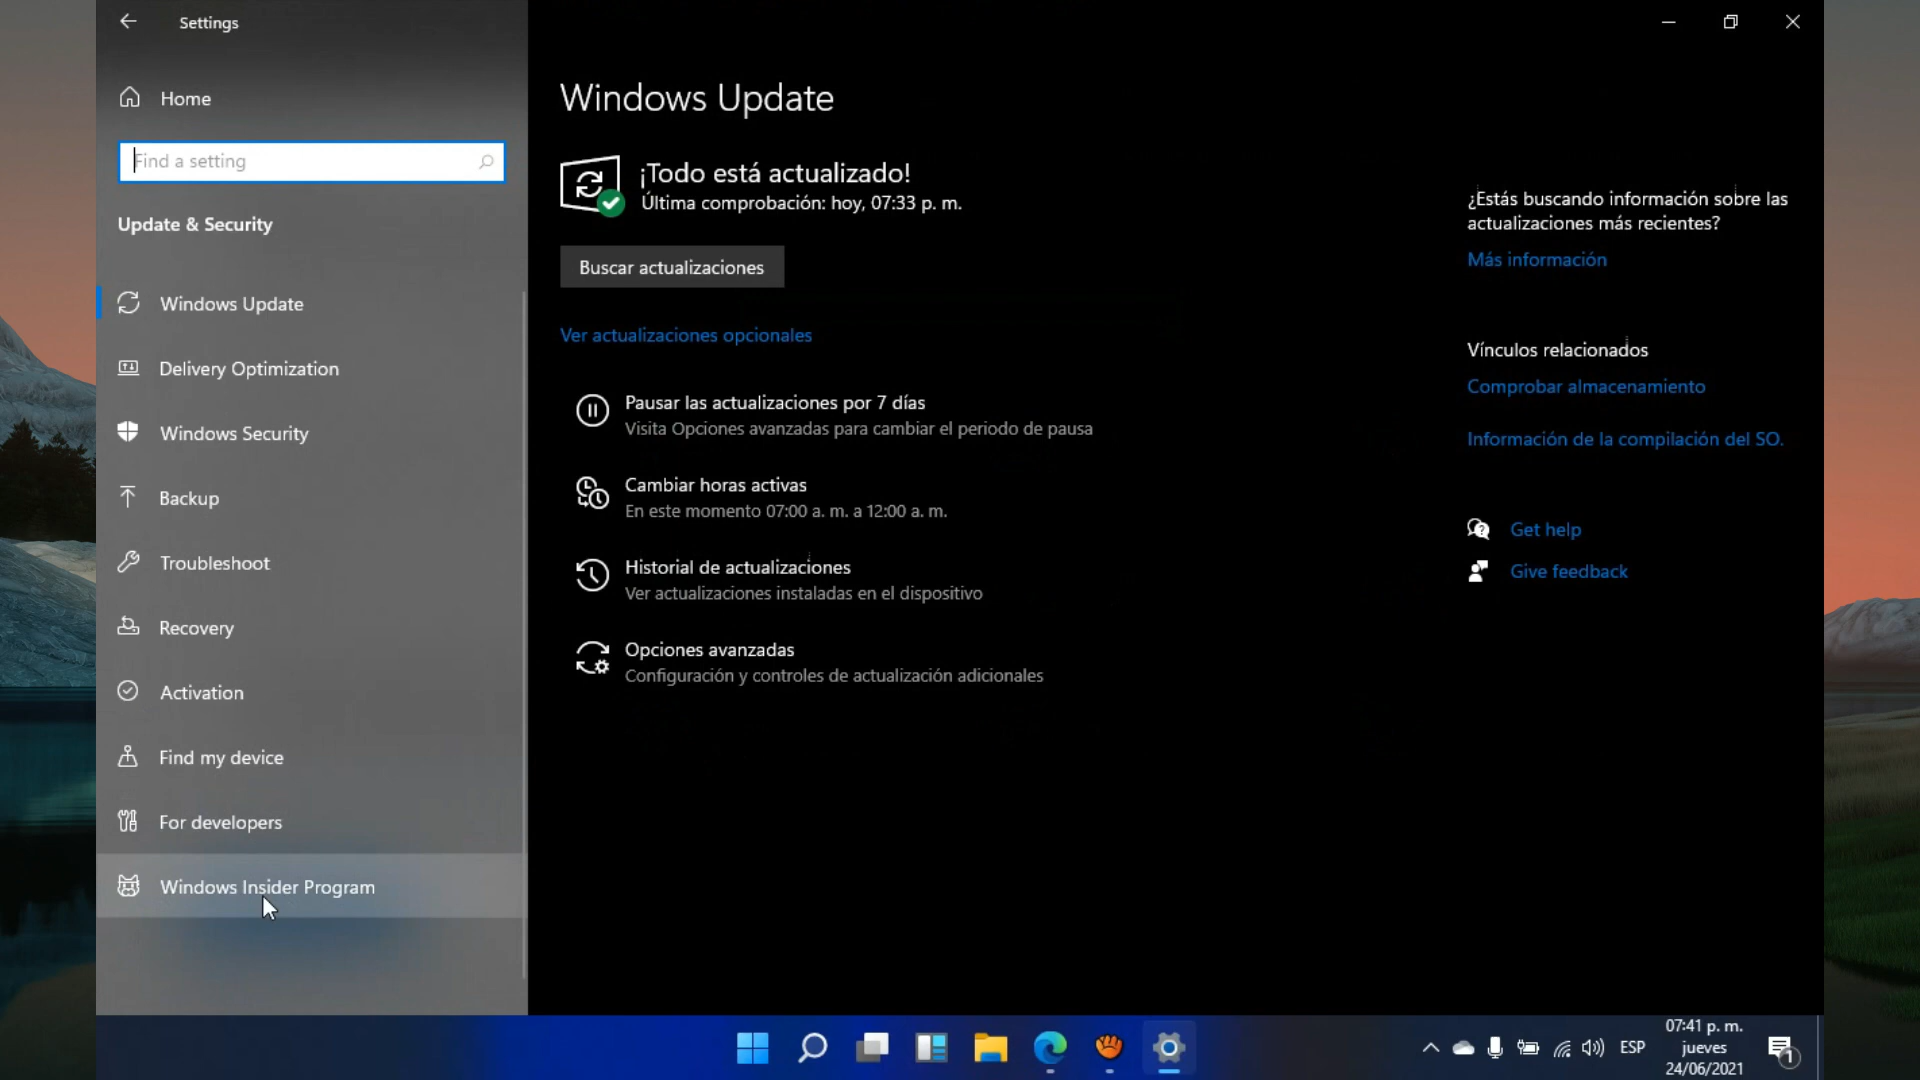 Settings
Home
Find a setting
Update & Security
Windows Update
Delivery Optimization
Windows Security
Backup
Troubleshoot
Recovery
Activation
Find my device
For developers
Windows Insider Program
Windows Update
¡Todo está actualizado!
Última comprobación: hoy, 07:33 p. m.
Buscar actualizaciones
Ver actualizaciones opcionales
Pausar las actualizaciones por 7 días
Visita Opciones avanzadas para cambiar el periodo de pausa
Cambiar horas activas
En este momento 07:00 a. m. a 12:00 a. m.
Historial de actualizaciones
Ver actualizaciones instaladas en el dispositivo
Opciones avanzadas
Configuración y controles de actualización adicionales
¿Estás buscando información sobre las
actualizaciones más recientes?
Más información
Vínculos relacionados
Comprobar almacenamiento
Información de la compilación del SO.
Get help
Give feedback
ESP
07:41 p. m.
jueves
24/06/2021
1